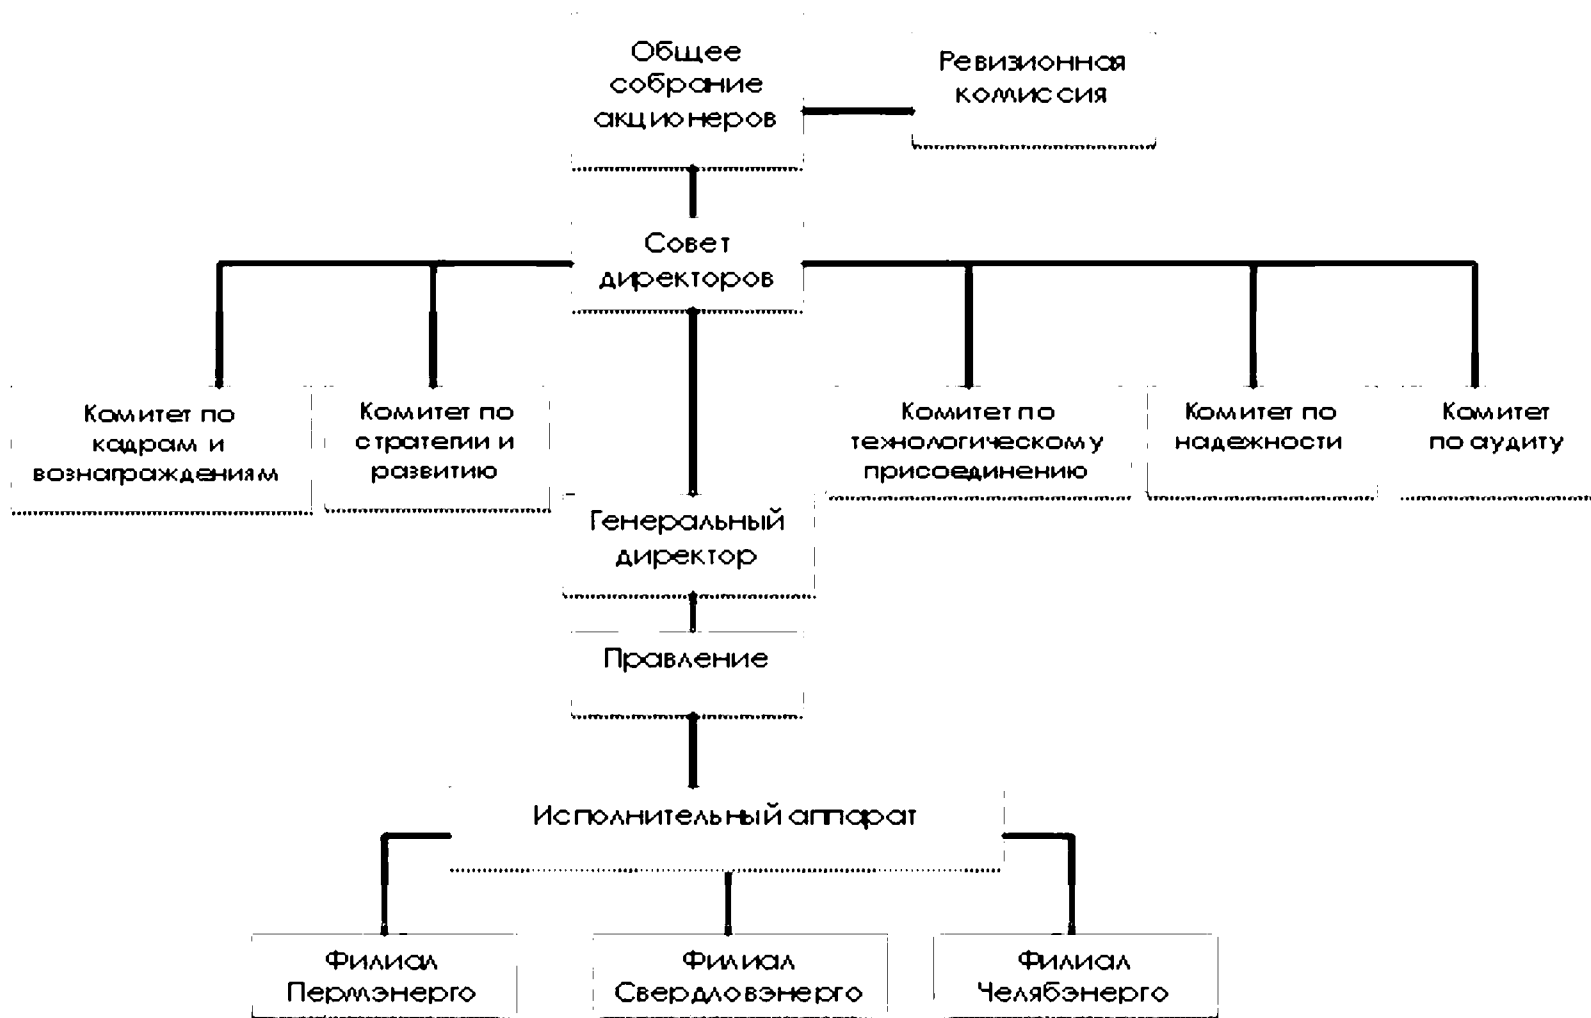 Общее
собрание
акционеров
Ревизионная
комиссия
Совет
директоров
Комитет по
кадрам и
вознаграждениям
Комитет по
стратегии и
развитию
Комитет по
технологическому
присоединению
Комитет по
надежности
Комитет
по аудиту
Генеральный
директор
Правление
Исполнительный аппарат
Филиал
Пермэнерго
Филиал
Свердловэнерго
Филиал
Челябэнерго